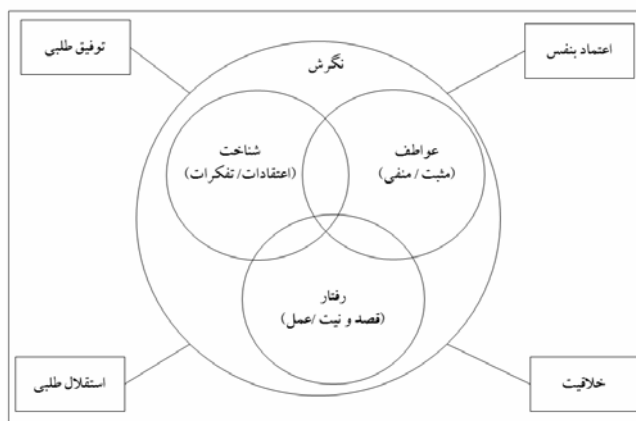 اعتماد بنفس
توفیق طلبی
نگرش
عواطف
(مثبت / منفی)
شناخت
(اعتقادات/ تفکرات)
رفتار
(قصد و نیت /عمل)
خلاقیت
استقلال طلبی